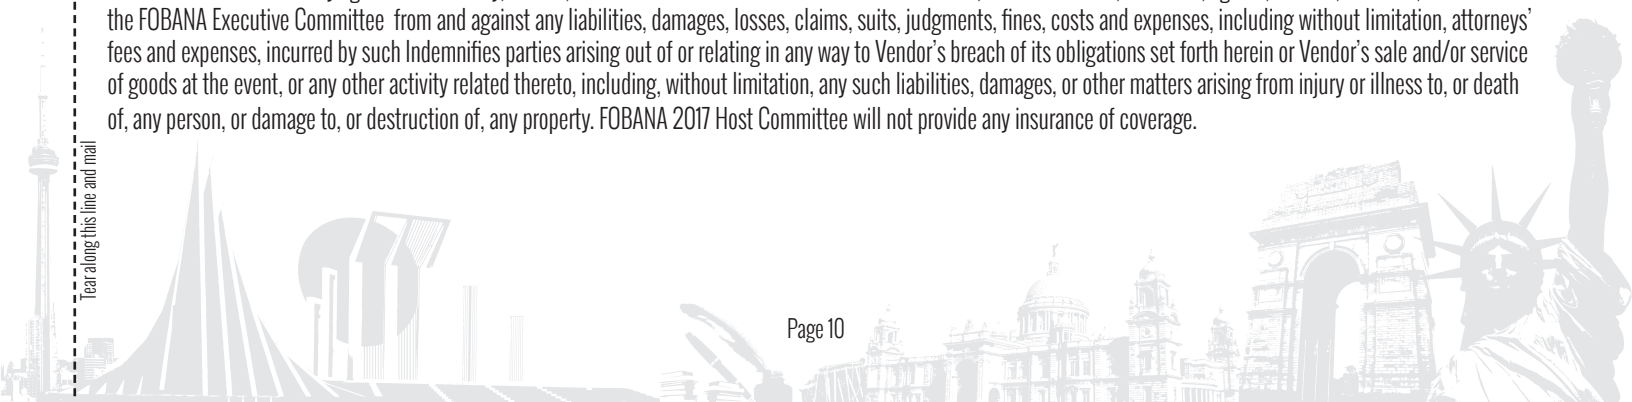 the FOBANA Executive Committee from and against any liabilities, damages, losses, claims, suits, judgments, fines, costs and expenses, including without limitation, attorneys’
fees and expenses, incurred by such Indemnifies parties arising out of or relating in any way to Vendor’s breach of its obligations set forth herein or Vendor’s sale and/or service
of goods at the event, or any other activity related thereto, including, without limitation, any such liabilities, damages, or other matters arising from injury or illness to, or death
of, any person, or damage to, or destruction of, any property. FOBANA 2017 Host Committee will not provide any insurance of coverage.
Tear along this line and mail
Page 10